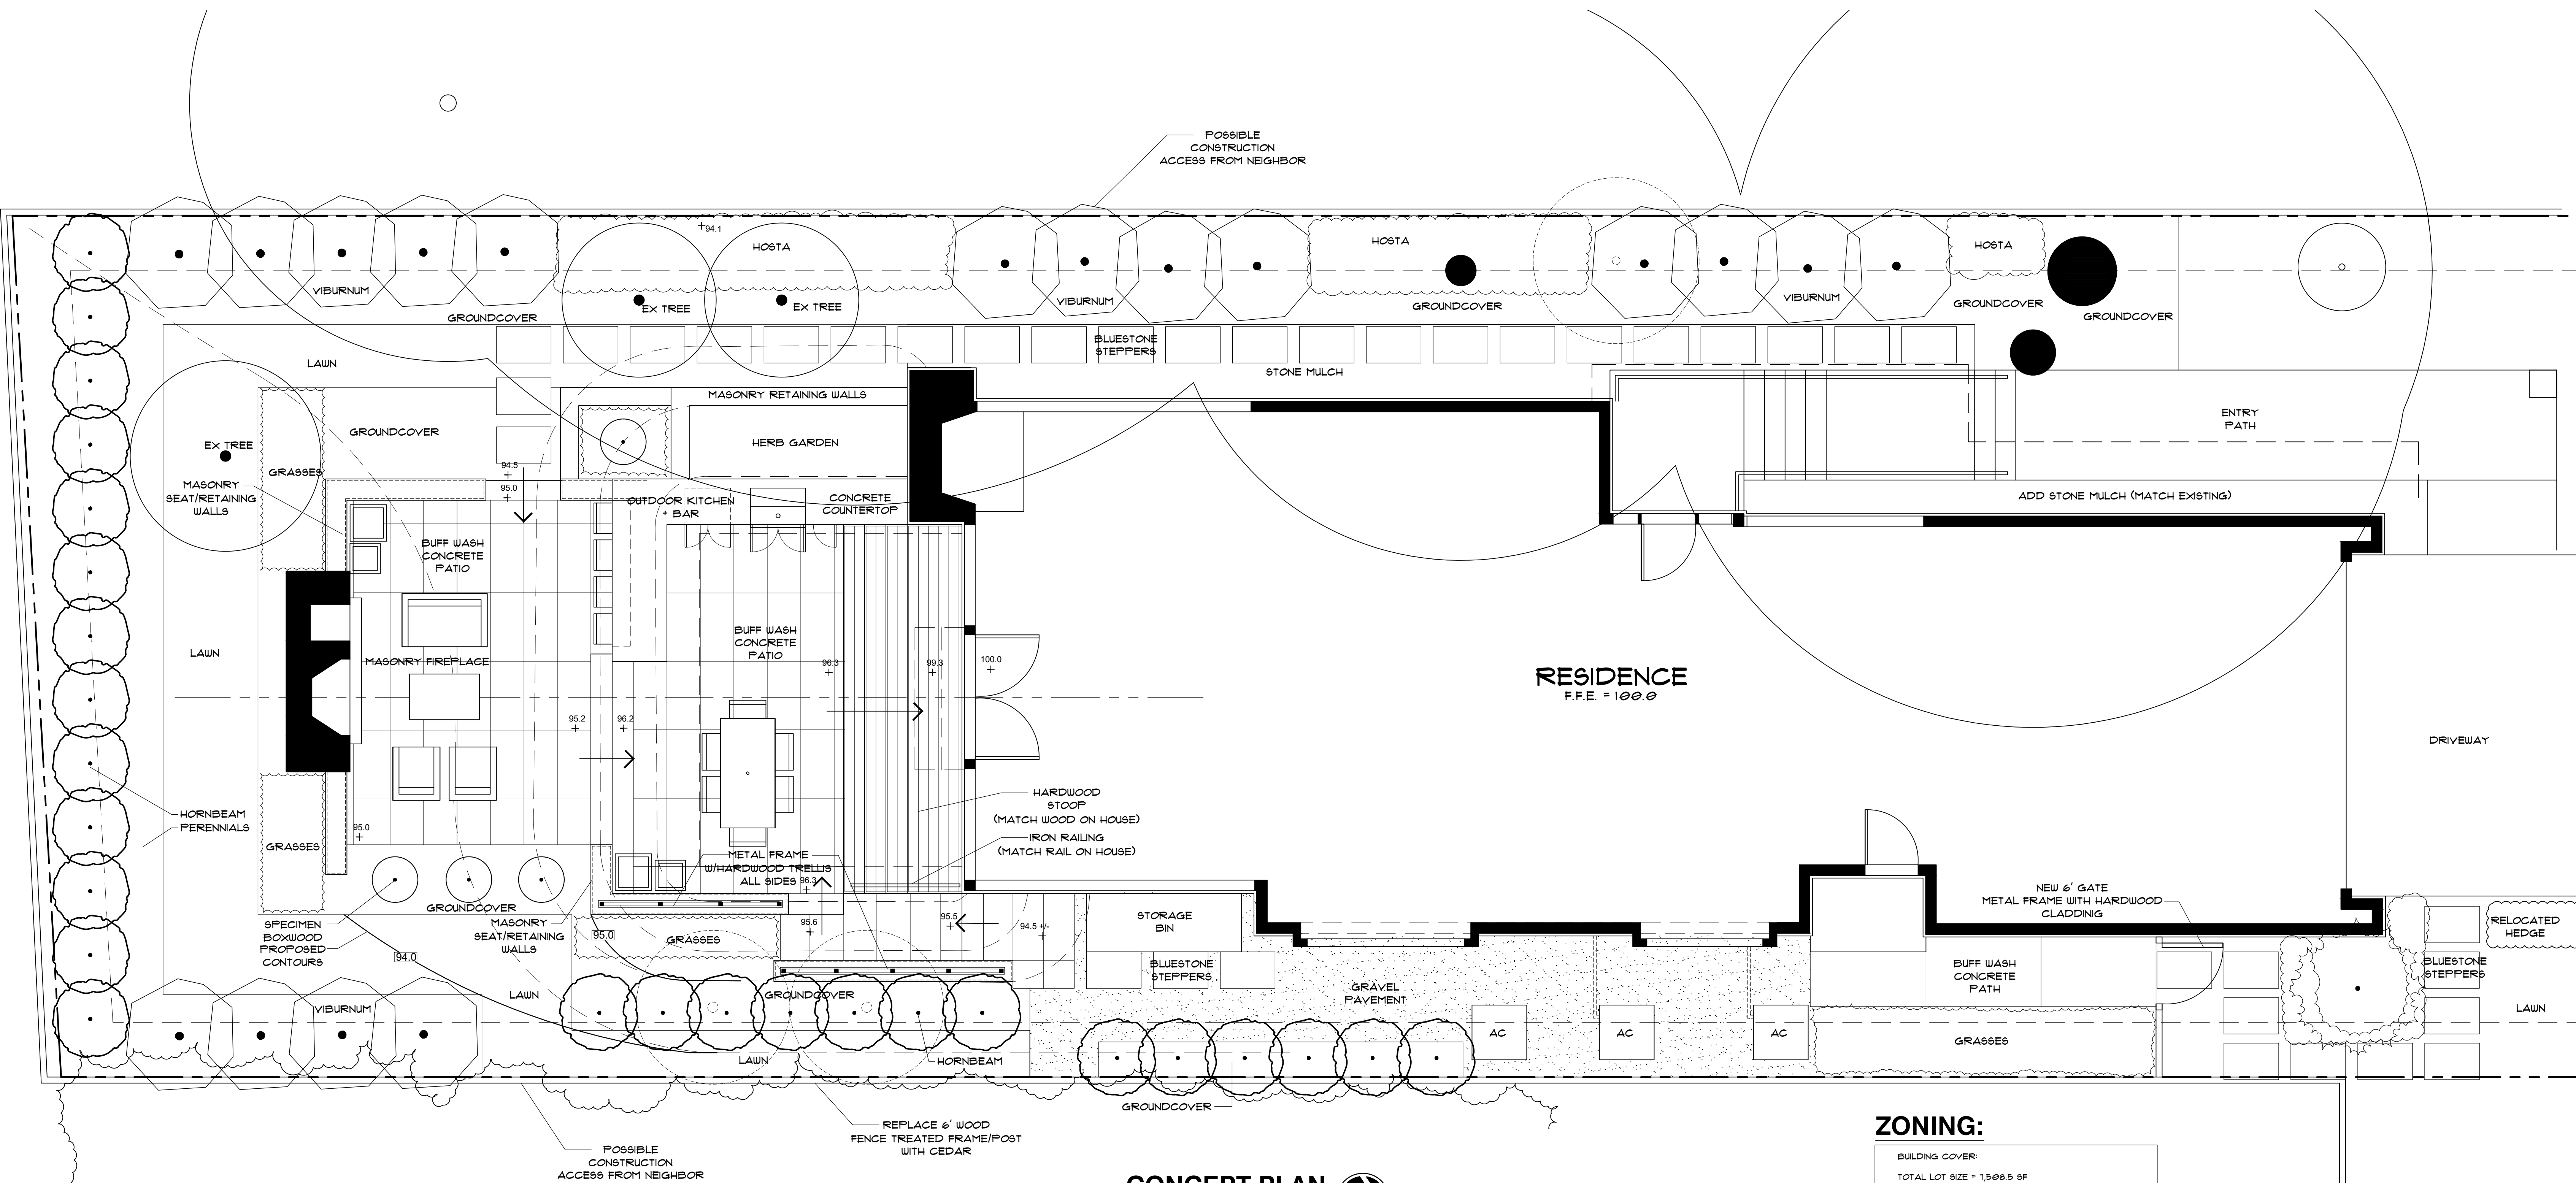 POSSIBLE
CONSTRUCTION
ACCESS FROM NEIGHBOR
94.1
HOSTA
HOSTA
HOSTA
VIBURNUM
EX TREE
EX TREE
VIBURNUM
VIBURNUM
GROUNDCOVER
GROUNDCOVER
GROUNDCOVER
GROUNDCOVER
LAWN
BLUESTONE
STEPPERS
STONE MULCH
MASONRY RETAINING WALLS
GROUNDCOVER
HERB GARDEN
ENTRY
PATH
EX TREE
GRASSES
94.5
95.0
MASONRY
SEAT/RETAINING
WALLS
OUTDOOR KITCHEN
+ BAR
CONCRETE
COUNTERTOP
ADD STONE MULCH (MATCH EXISTING)
BUFF WASH
CONCRETE
PATIO
LAWN
MASONRY FIREPLACE
BUFF WASH
CONCRETE
PATIO
96.3
99.3
100.0
RESIDENCE
F.F.E. = 100.0
95.2
96.2
DRIVEWAY
HORNBEAM
PERENNIALS
95.0
GRASSES
HARDWOOD
STOOP
(MATCH WOOD ON HOUSE)
IRON RAILING
(MATCH RAIL ON HOUSE)
METAL FRAME
W/HARDWOOD TRELLIS
ALL SIDES
96.3
NEW 6' GATE
METAL FRAME WITH HARDWOOD
CLADDINIG
SPECIMEN
BOXWOOD
PROPOSED
CONTOURS
GROUNDCOVER
MASONRY
SEAT/RETAINING
WALLS
95.0
94.0
GRASSES
95.6
95.5
94.5 +/-
STORAGE
BIN
RELOCATED
HEDGE
BLUESTONE
STEPPERS
GRAVEL
PAVEMENT
BUFF WASH
CONCRETE
PATH
BLUESTONE
STEPPERS
VIBURNUM
LAWN
GROUNDCOVER
AC
AC
AC
GRASSES
LAWN
LAWN
HORNBEAM
GROUNDCOVER
REPLACE 6' WOOD
FENCE TREATED FRAME/POST
WITH CEDAR
POSSIBLE
CONSTRUCTION
ACCESS FROM NEIGHBOR
CONCEPT PLAN
ZONING:
BUILDING COVER:
TOTAL LOT SIZE = 7,508.5 SF